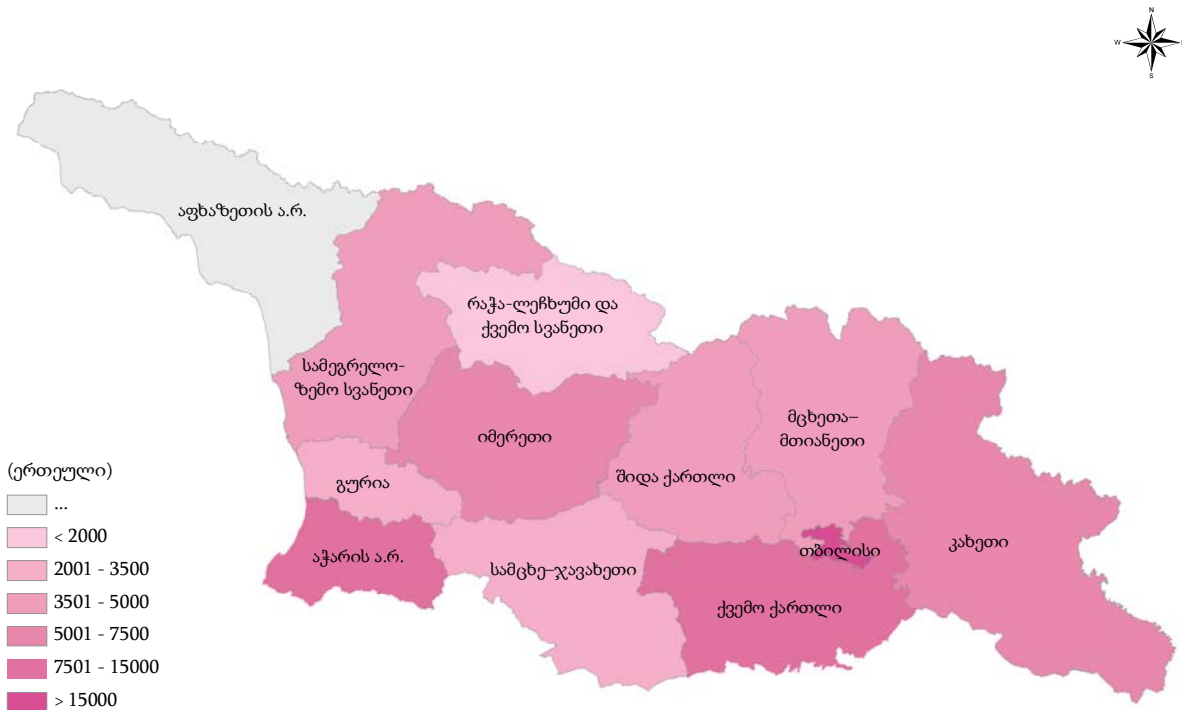 N
W
S
აფხაზეთის ა.რ.
რაჭა-ლეჩხუმი და
ქვემო სვანეთი
სამეგრელო-
ზემო სვანეთი
იმერეთი
მცხეთა–
მთიანეთი
შიდა ქართლი
გურია
აჭარის ა.რ.
სამცხე–ჯავახეთი
თბილისი
ქვემო ქართლი
კახეთი
(ერთეული)
...
< 2000
2001 - 3500
3501 - 5000
5001 - 7500
7501 - 15000
> 15000